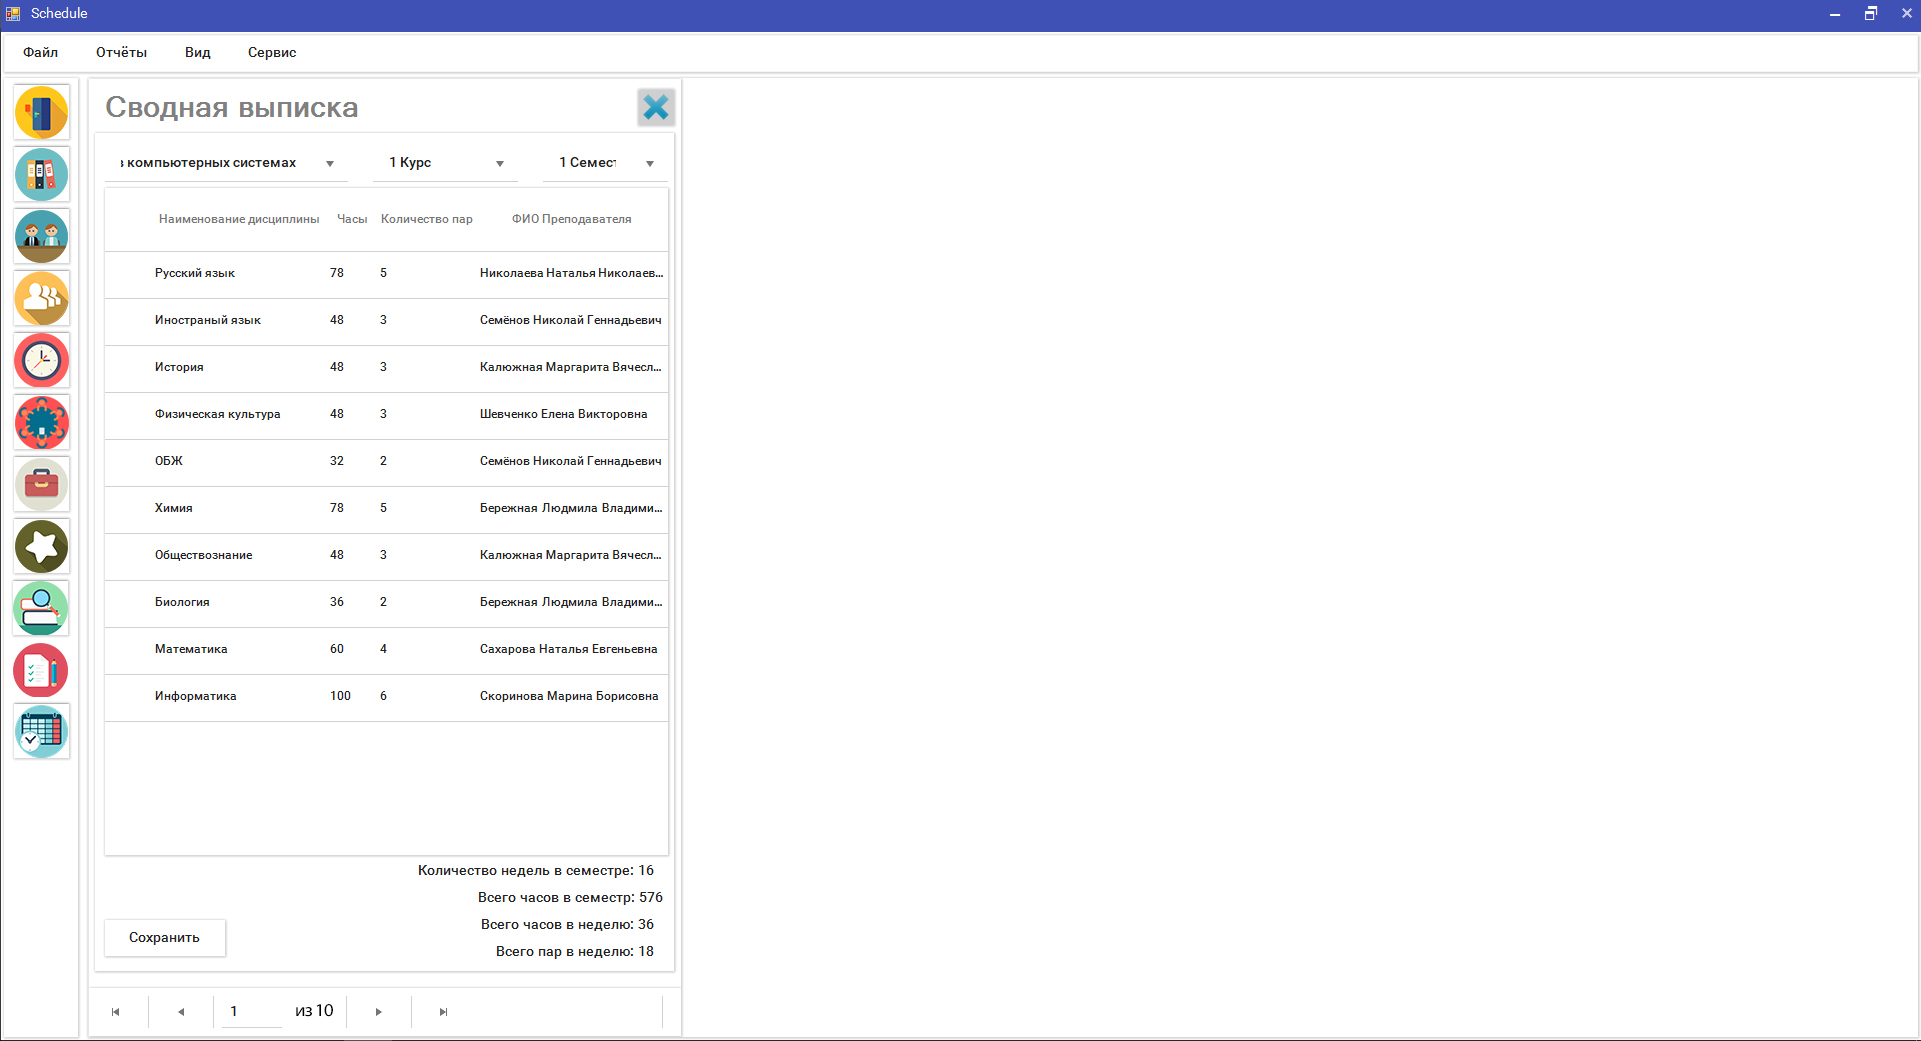 Schedule
Файл Отчёты Вид Сервис
Сводная выписка
компьютерных системах 1 Курс 1 Семест
Наименование дисциплины Часы Количество пар ФИО Преподавателя
Русский язык 78 5 Николаева Наталья Николаев...
Иностраный язык 48 3 Семёнов Николай Геннадьевич
История 48 3 Калюжная Маргарита Вячесл...
Физическая культура 48 3 Шевченко Елена Викторовна
ОБЖ 32 2 Семёнов Николай Геннадьевич
Химия 78 5 Бережная Людмила Владими...
Обществознание 48 3 Калюжная Маргарита Вячесл...
Биология 36 2 Бережная Людмила Владими...
Математика 60 4 Сахарова Наталья Евгеньевна
Информатика 100 6 Скоринова Марина Борисовна
Количество недель в семестре: 16
Всего часов в семестр: 576
Всего часов в неделю: 36
Сохранить
Всего пар в неделю: 18
1 из 10